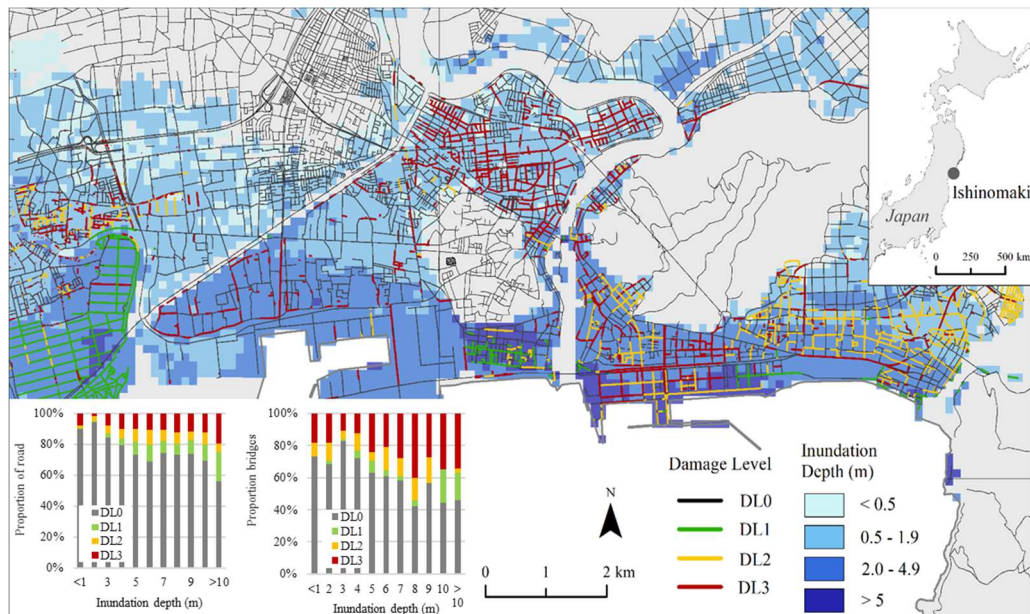 Ishinomaki
Japan
0 250 500 km
100%
80%
60%
40%
20%
0%
Proportion of road
DL0
DL1
DL2
DL3
<1 3 5 7 9 >10
Inundation depth (m)
100%
80%
60%
40%
20%
0%
Proportion bridges
DL0
DL1
DL2
DL3
<1 2 3 4 5 6 7 8 9 10 >
10
Inundation depth (m)
N
0 1 2 km
Damage Level
DL0
DL1
DL2
DL3
Inundation
Depth (m)
< 0.5
0.5 - 1.9
2.0 - 4.9
> 5